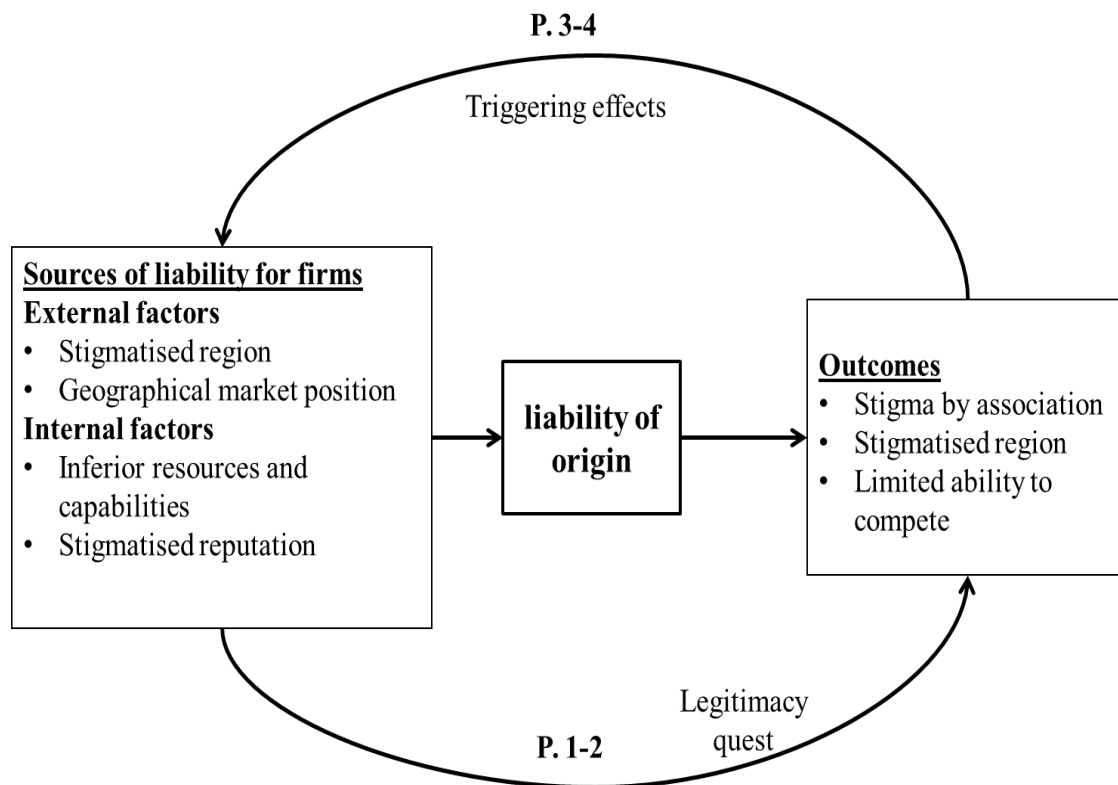 P. 3-4
Triggering effects
Sources of liability for firms
External factors
• Stigmatised region
• Geographical market position
Internal factors
• Inferior resources and
capabilities
• Stigmatised reputation
liability of
origin
Outcomes
• Stigma by association
• Stigmatised region
• Limited ability to
compete
Legitimacy
quest
P. 1-2